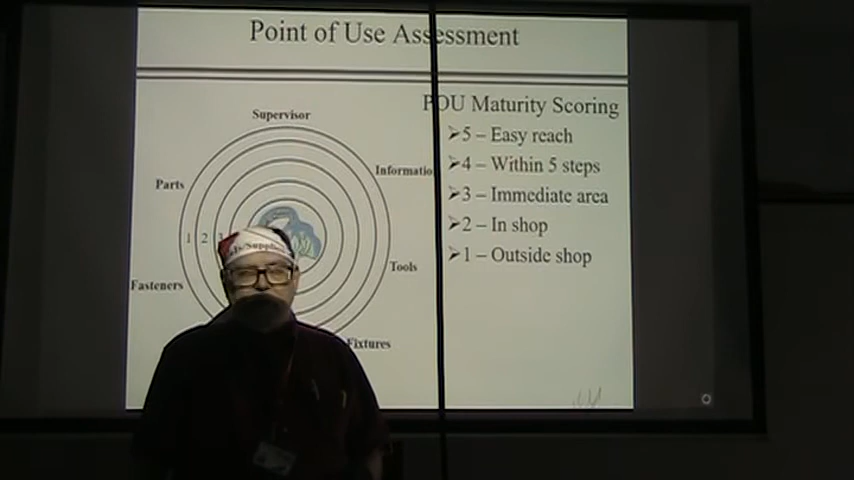 Point of Use Assessment
POU Maturity Scoring
Supervisor
➢5 – Easy reach
Informatio
➢4 – Within 5 steps
Parts
➢3 – Immediate area
1 2 3
➢2 – In shop
➢1 – Outside shop
Tools
Fasteners
Fixtures